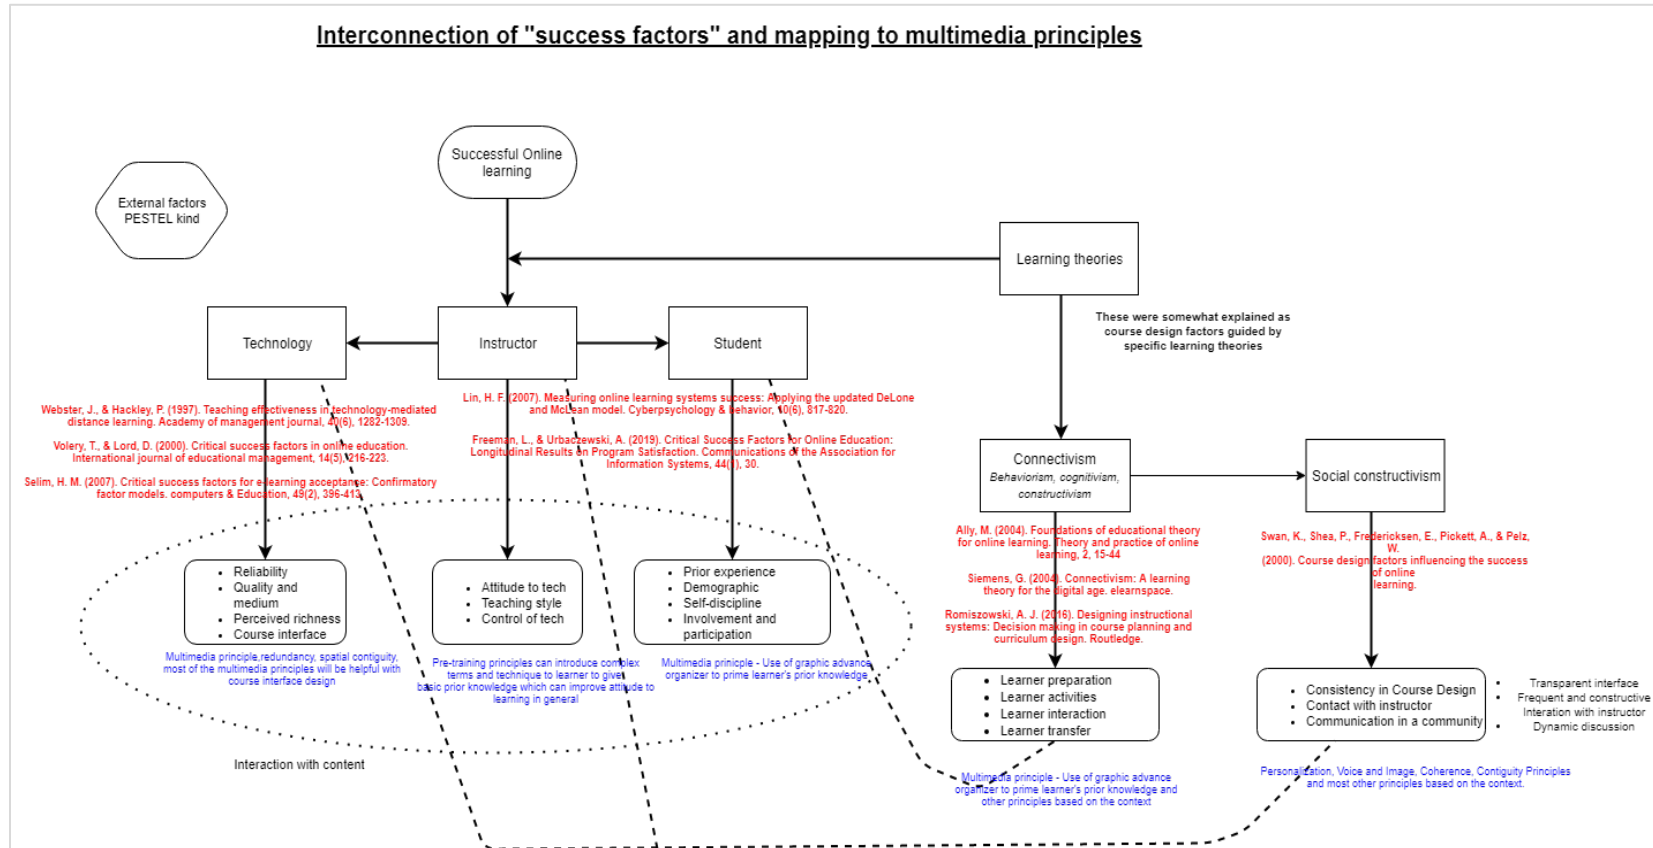 Interconnection of "success factors" and mapping to multimedia principles
Successful Online
learning
External factors
PESTEL kind
Learning theories
These were somewhat explained as
course design factors guided by
specific learning theories
Technology
Instructor
Student
Webster, J., & Hackley, P. (1997). Teaching effectiveness in technology-mediated
distance learning. Academy of management journal, 40(6), 1282-1309.
Volery, T., & Lord, D. (2000). Critical success factors in online education.
International journal of educational management, 14(5), 216-223.
Selim, H. M. (2007). Critical success factors for e-learning acceptance: Confirmatory
factor models. computers & Education, 49(2), 396-413.
Lin, H. F. (2007). Measuring online learning systems success: Applying the updated DeLone
and McLean model. Cyberpsychology & behavior, 10(6), 817-820.
Freeman, L., & Urbaczewski, A. (2019). Critical Success Factors for Online Education:
Longitudinal Results on Program Satisfaction. Communications of the Association for
Information Systems, 44(1), 30.
Connectivism
Behaviorism, cognitivism,
constructivism
Social constructivism
Ally, M. (2004). Foundations of educational theory
for online learning. Theory and practice of online
learning, 2, 15-44
Siemens, G. (2004). Connectivism: A learning
theory for the digital age. elearnspace.
Romiszowski, A. J. (2016). Designing instructional
systems: Decision making in course planning and
curriculum design. Routledge.
Swan, K., Shea, P., Fredericksen, E., Pickett, A., & Pelz,
W.
(2000). Course design factors influencing the success
of online
learning.
• Reliability
• Quality and
medium
• Perceived richness
• Course interface
• Attitude to tech
• Teaching style
• Control of tech
• Prior experience
• Demographic
• Self-discipline
• Involvement and
participation
Multimedia principle,redundancy, spatial contiguity,
most of the multimedia principles will be helpful with
course interface design
Pre-training principles can introduce complex
terms and technique to learner to give
basic prior knowledge which can improve attitude to
learning in general
Multimedia prinicple - Use of graphic advance
organizer to prime learner's prior knowledge
Interaction with content
• Learner preparation
• Learner activities
• Learner interaction
• Learner transfer
• Consistency in Course Design
• Contact with instructor
• Communication in a community
• Transparent interface
• Frequent and constructive
Interation with instructor
• Dynamic discussion
Multimedia principle - Use of graphic advance
organizer to prime learner's prior knowledge and
other principles based on the context
Personalization, Voice and Image, Coherence, Contiguity Principles
and most other principles based on the context.